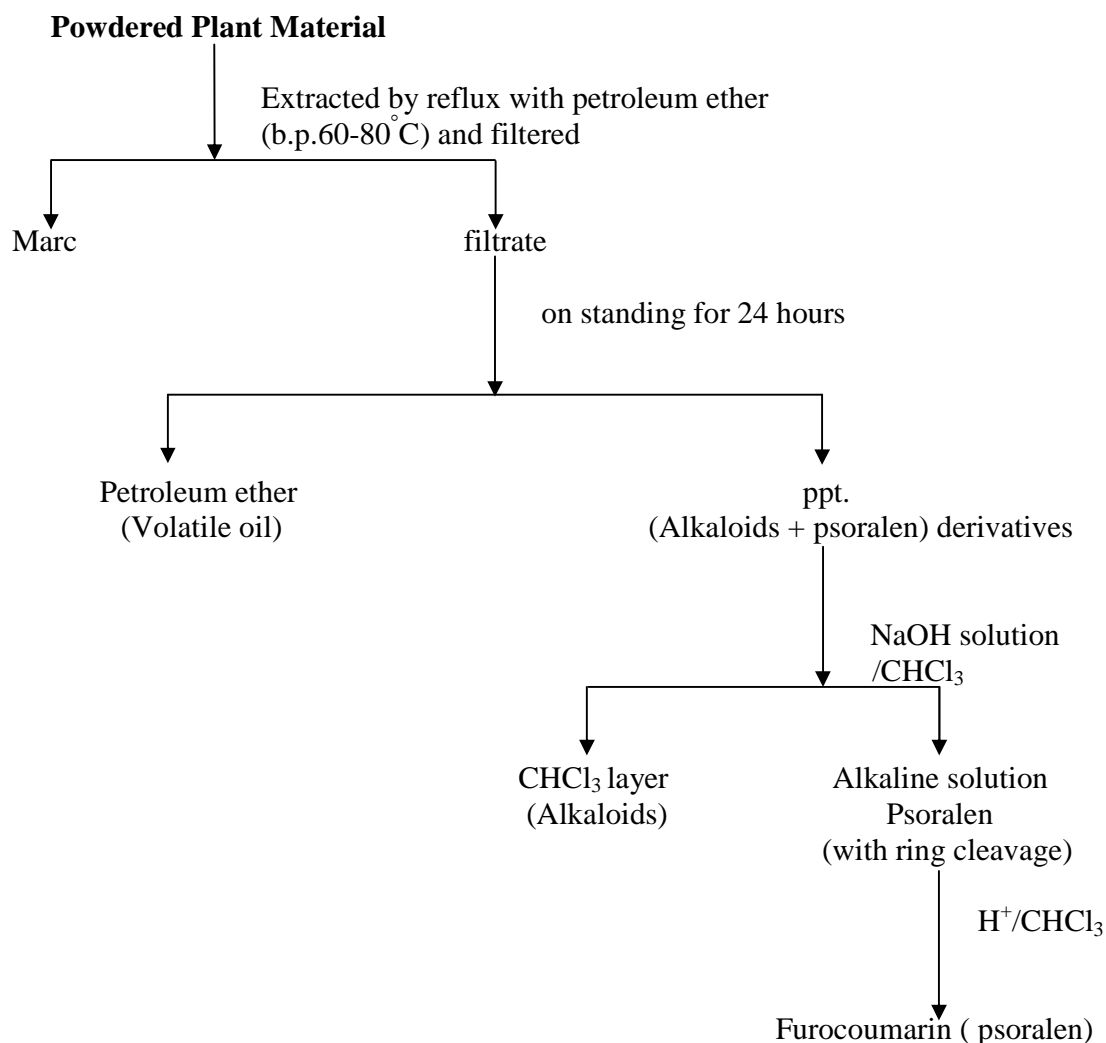 Powdered Plant Material
Extracted by reflux with petroleum ether
(b.p.60-80°C) and filtered
Marc
filtrate
on standing for 24 hours
Petroleum ether
(Volatile oil)
ppt.
(Alkaloids + psoralen) derivatives
NaOH solution
/CHCl₃
CHCl₃ layer
(Alkaloids)
Alkaline solution
Psoralen
(with ring cleavage)
H⁺/CHCl₃
Furocoumarin ( psoralen)